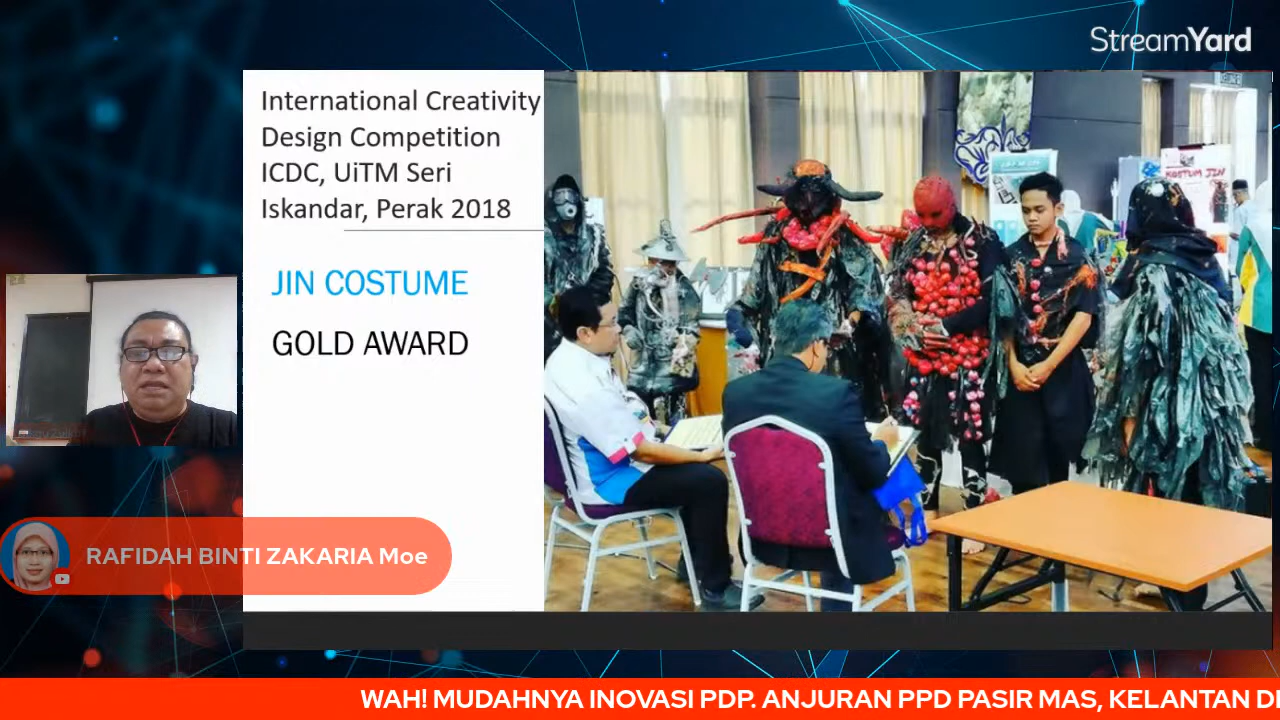 StreamYard
International Creativity
Design Competition
ICDC, UiTM Seri
Iskandar, Perak 2018
JIN COSTUME
GOLD AWARD
KOSTUM JIN
RAFIDAH BINTI ZAKARIA Moe
WAH! MUDAHNYA INOVASI PDP. ANJURAN PPD PASIR MAS, KELANTAN